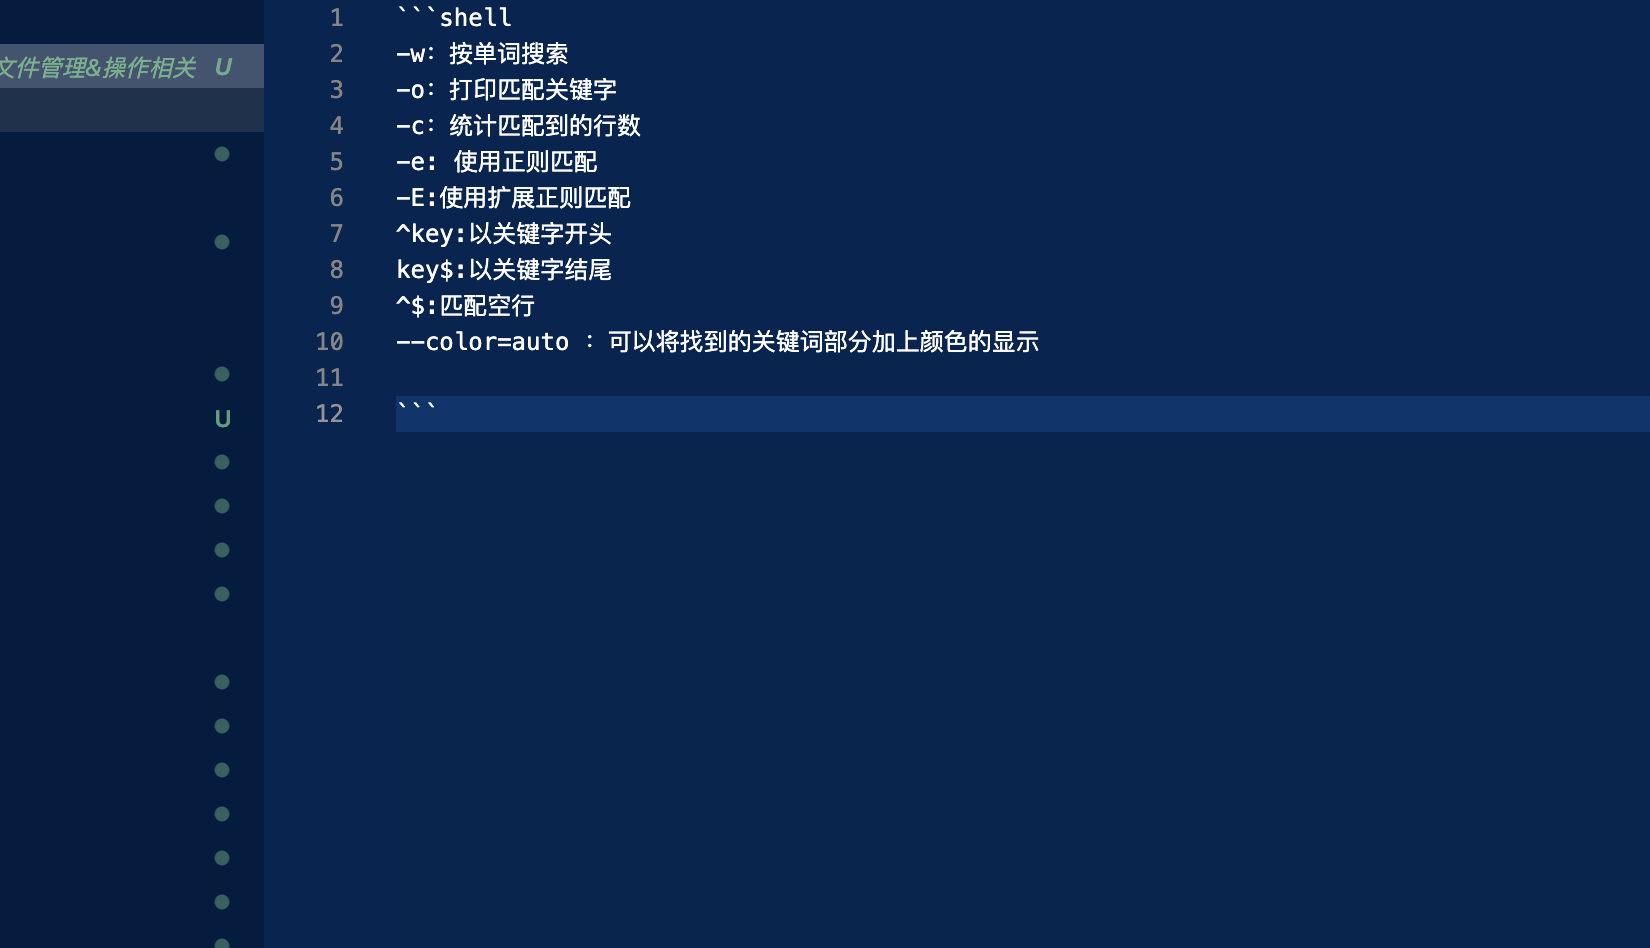 文件管理&操作相关 U
U
1 ```shell
2 -w：按单词搜索
3 -o：打印匹配关键字
4 -c：统计匹配到的行数
5 -e: 使用正则匹配
6 -E:使用扩展正则匹配
7 ^key:以关键字开头
8 key$:以关键字结尾
9 ^$:匹配空行
10 --color=auto ：可以将找到的关键词部分加上颜色的显示
11
12 ```